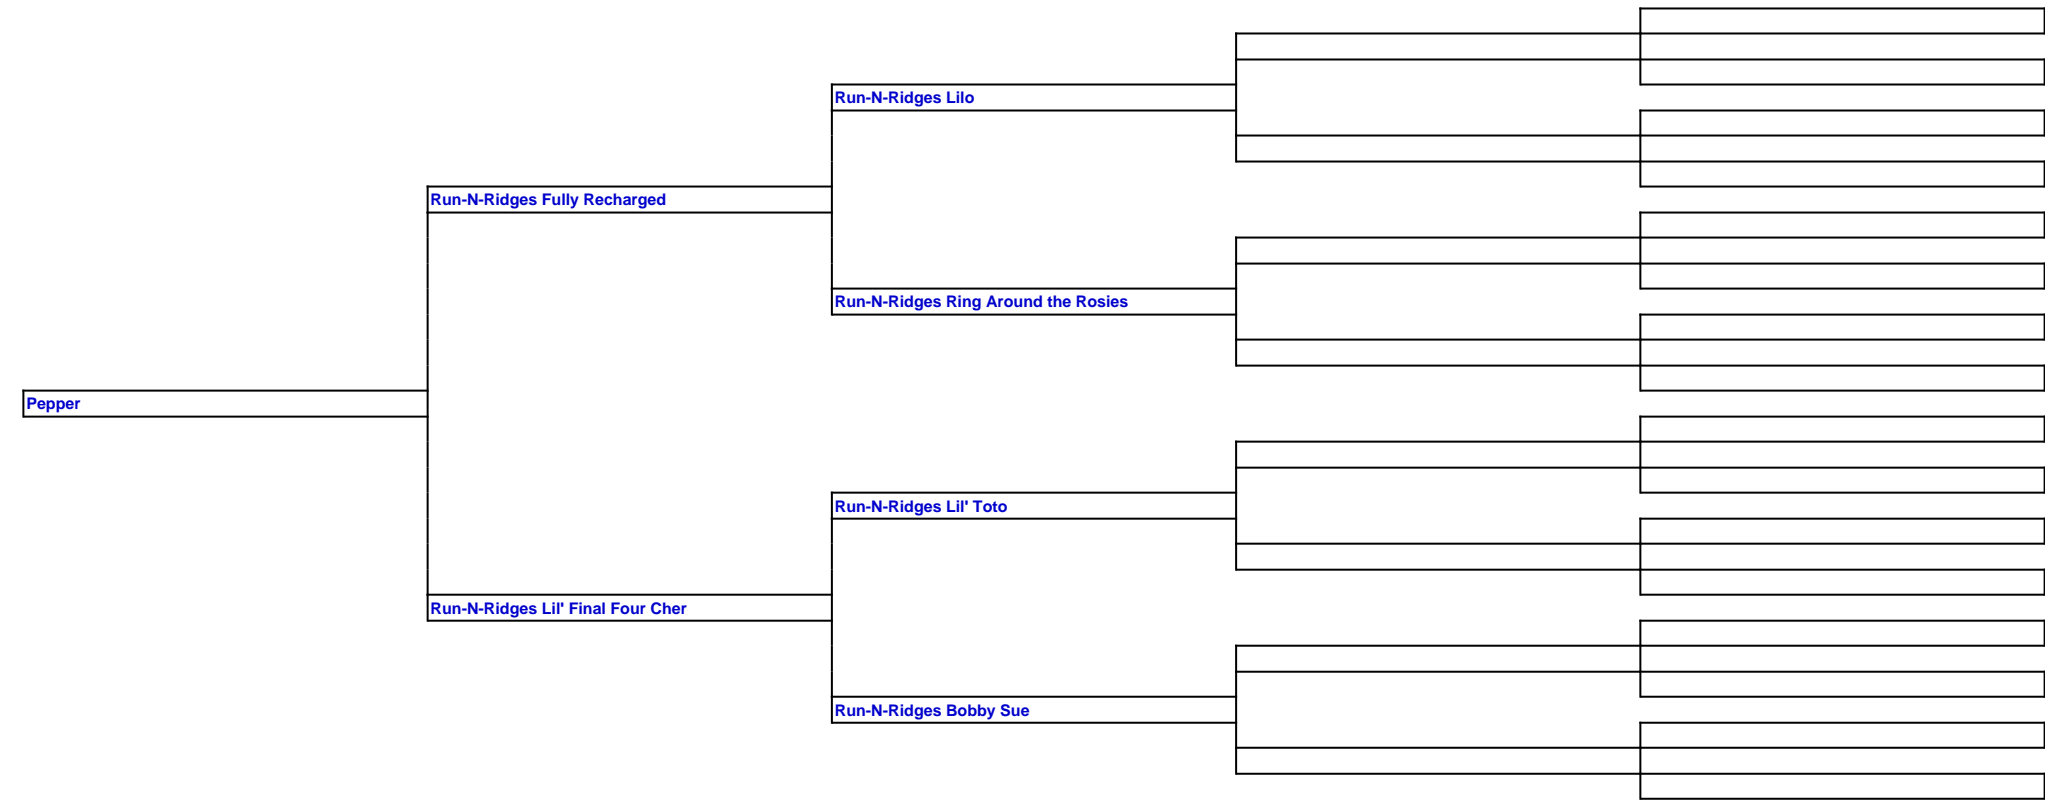 Run-N-Ridges Lilo
Run-N-Ridges Fully Recharged
Run-N-Ridges Ring Around the Rosies
Pepper
Run-N-Ridges Lil' Toto
Run-N-Ridges Lil' Final Four Cher
Run-N-Ridges Bobby Sue